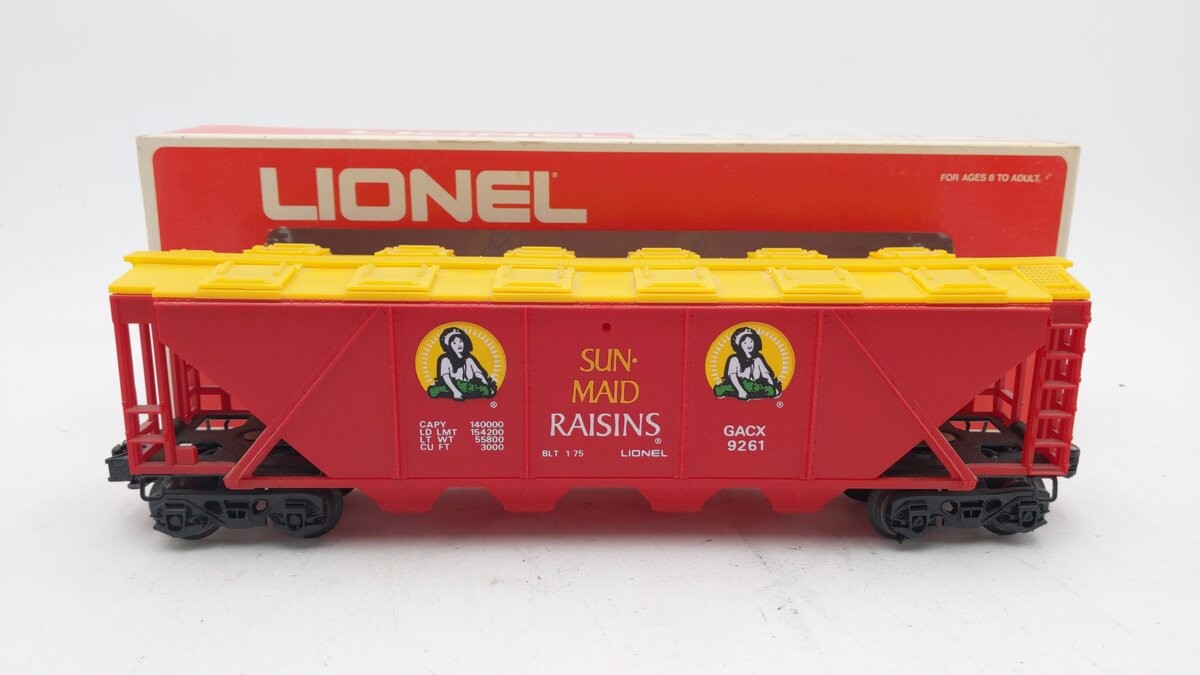 LIONEL
FOR AGES 8 TO ADULT.
SUN·
MAID
RAISINS®
CAPY 140000
LD LMT 154200
LT WT 55800
CU FT 3000
BLT 1-75 LIONEL
GACX
9261
®
®